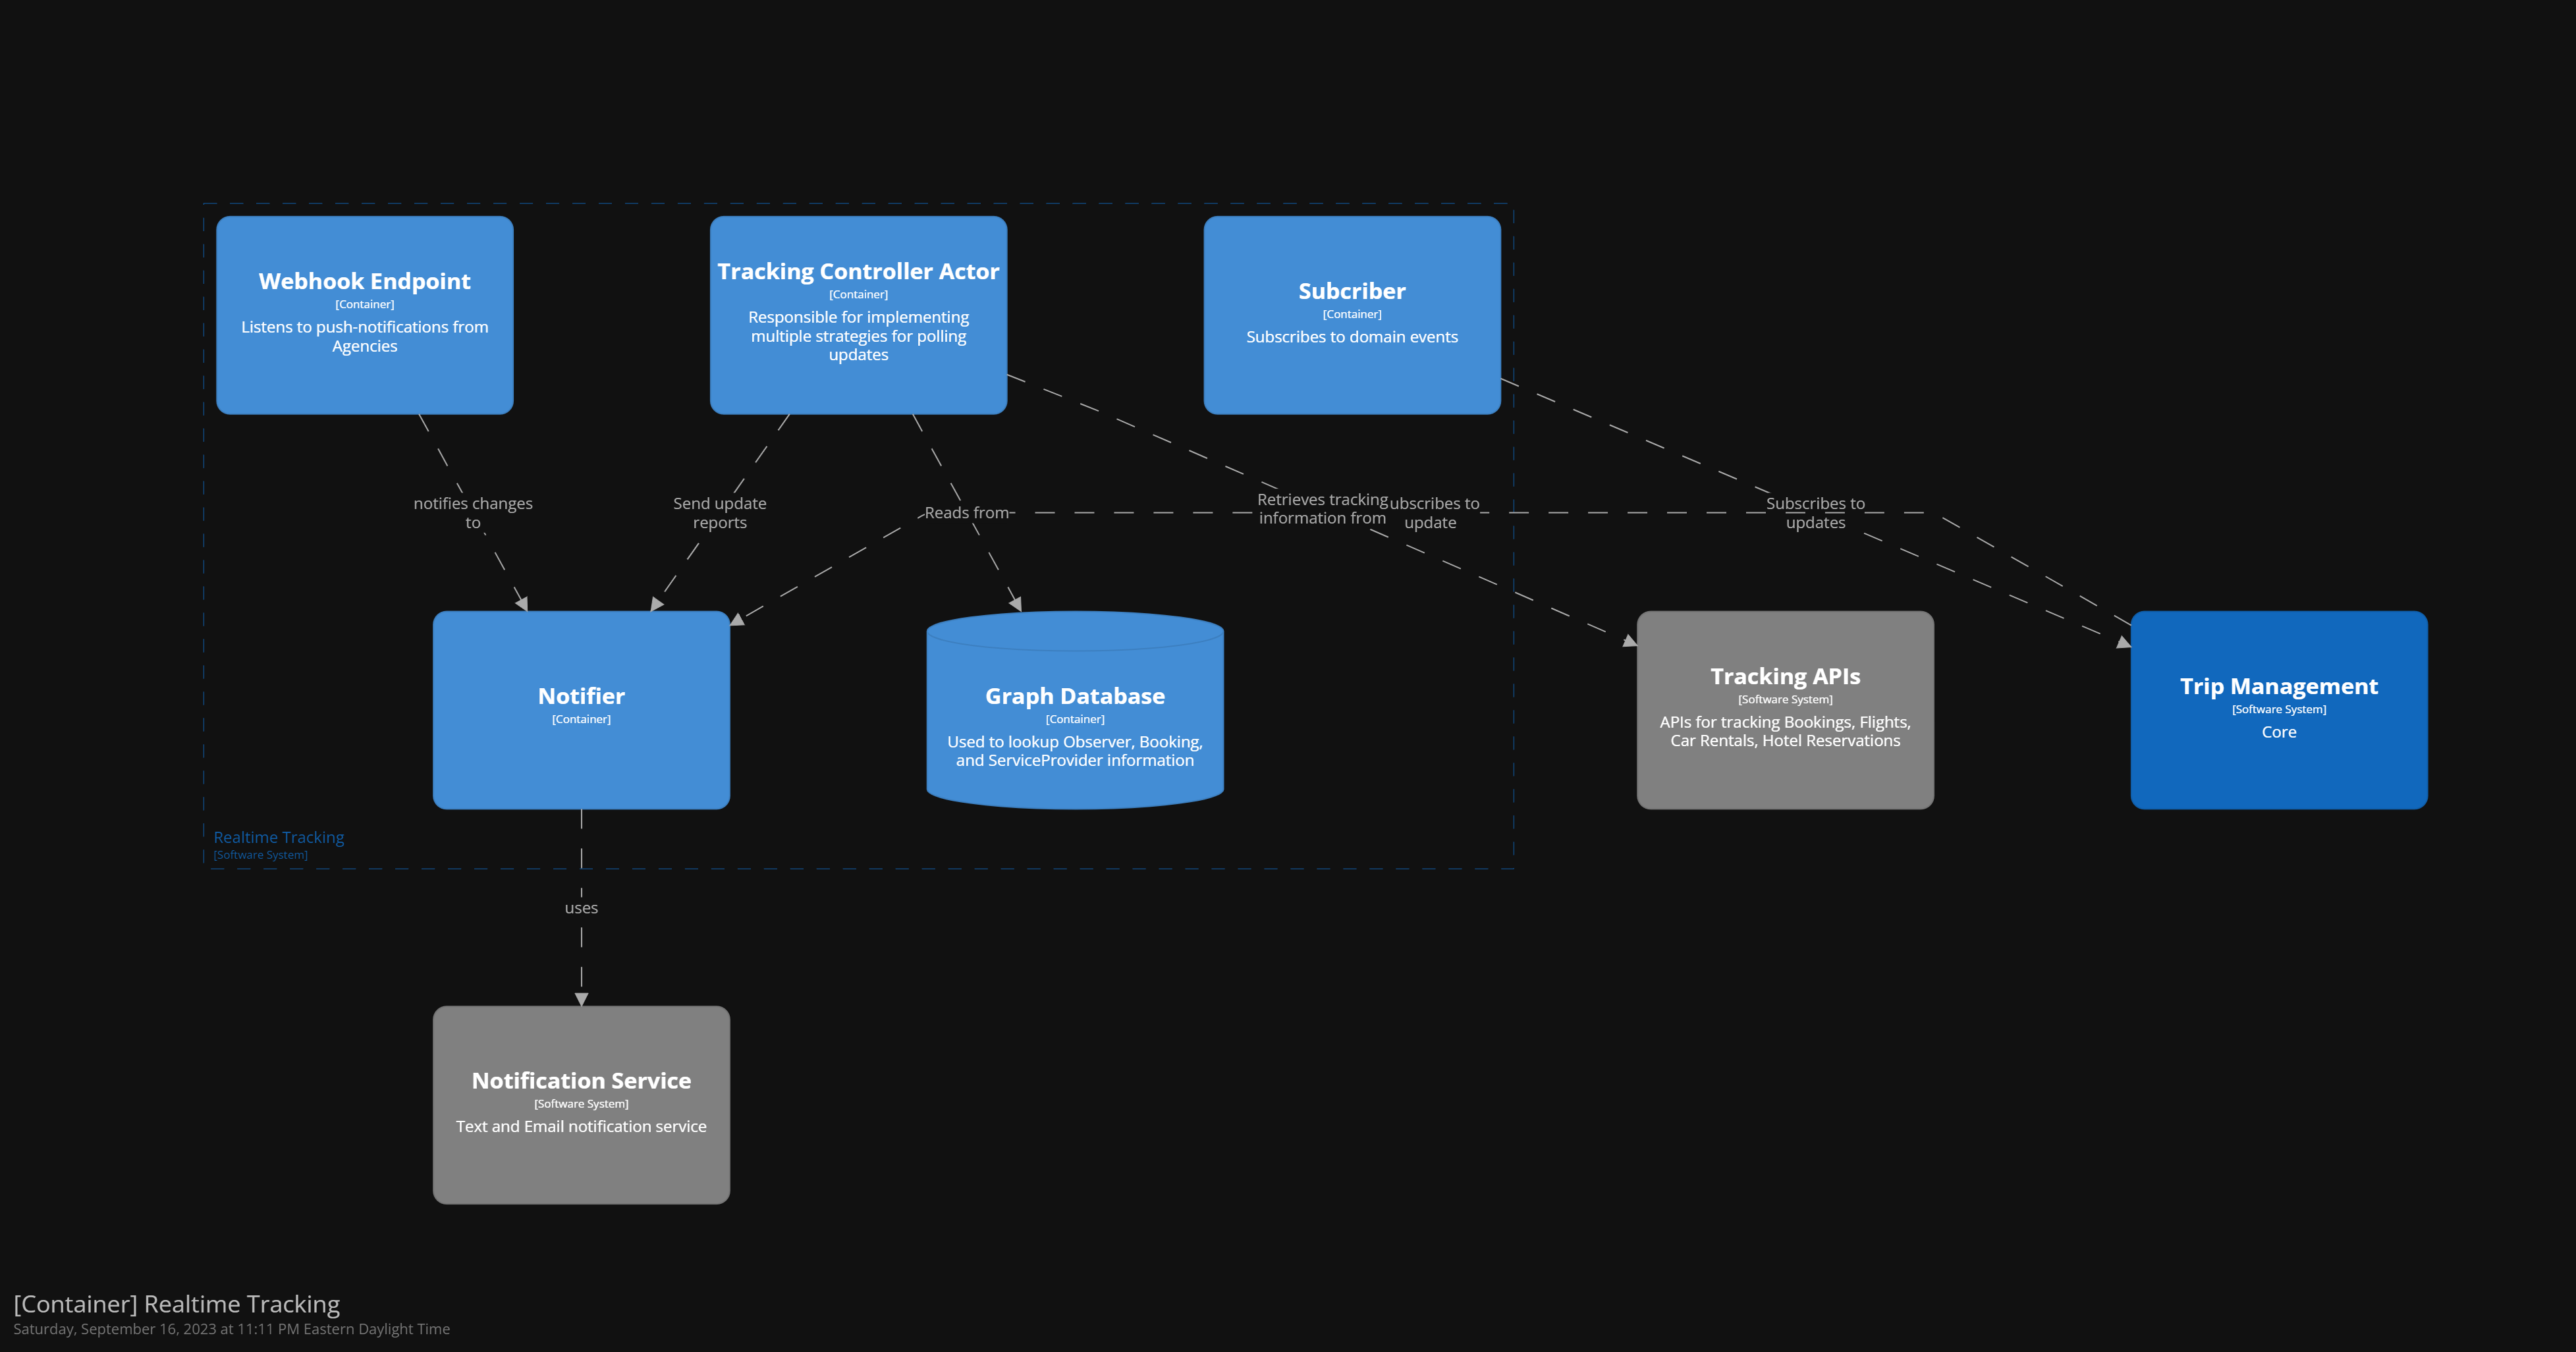 Webhook Endpoint
[Container]
Listens to push-notifications from
Agencies
Tracking Controller Actor
[Container]
Responsible for implementing
multiple strategies for polling
updates
Subcriber
[Container]
Subscribes to domain events
notifies changes
to
Send update
reports
Reads from
Retrieves tracking
information from
ubscribes to
update
Subscribes to
updates
Notifier
[Container]
Graph Database
[Container]
Used to lookup Observer, Booking,
and ServiceProvider information
Tracking APIs
[Software System]
APIs for tracking Bookings, Flights,
Car Rentals, Hotel Reservations
Trip Management
[Software System]
Core
Realtime Tracking
[Software System]
uses
Notification Service
[Software System]
Text and Email notification service
[Container] Realtime Tracking
Saturday, September 16, 2023 at 11:11 PM Eastern Daylight Time